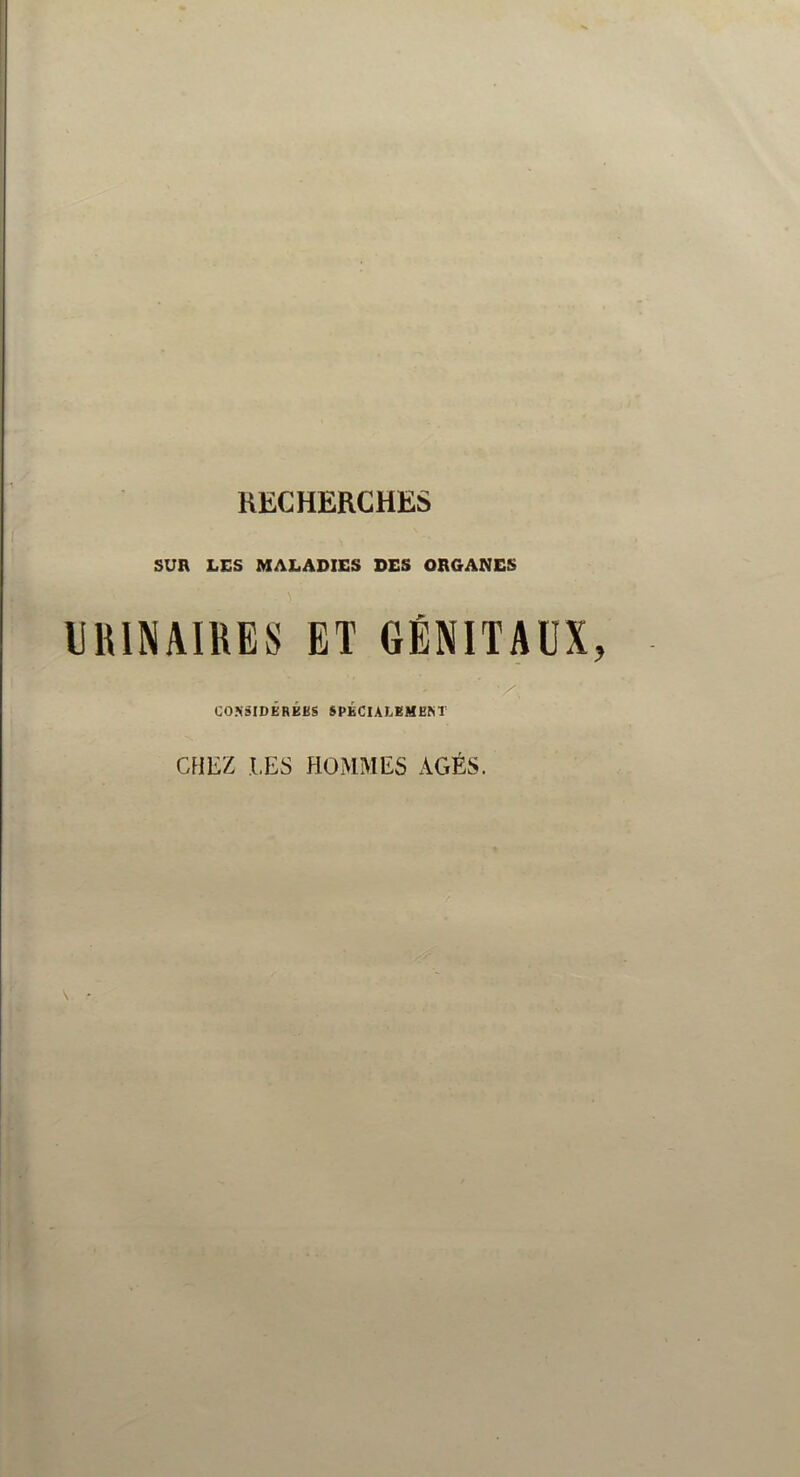 RECHERCHES
SUR LES MALADIES DES ORGANES
URINAIRES ET GÉNITAUX,
CONSIDÉRÉES SPÉCIALEMENT
CHEZ LES HOMMES AGÉS.